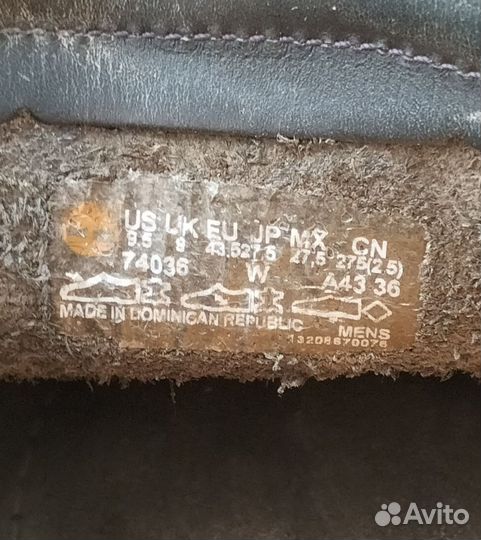 US UK EU JP MX CN
9.5 9 43.5 27.5 27.5 275(2.5)
74036 W A43 36
MADE IN DOMINICAN REPUBLIC MENS
13208670076
Avito